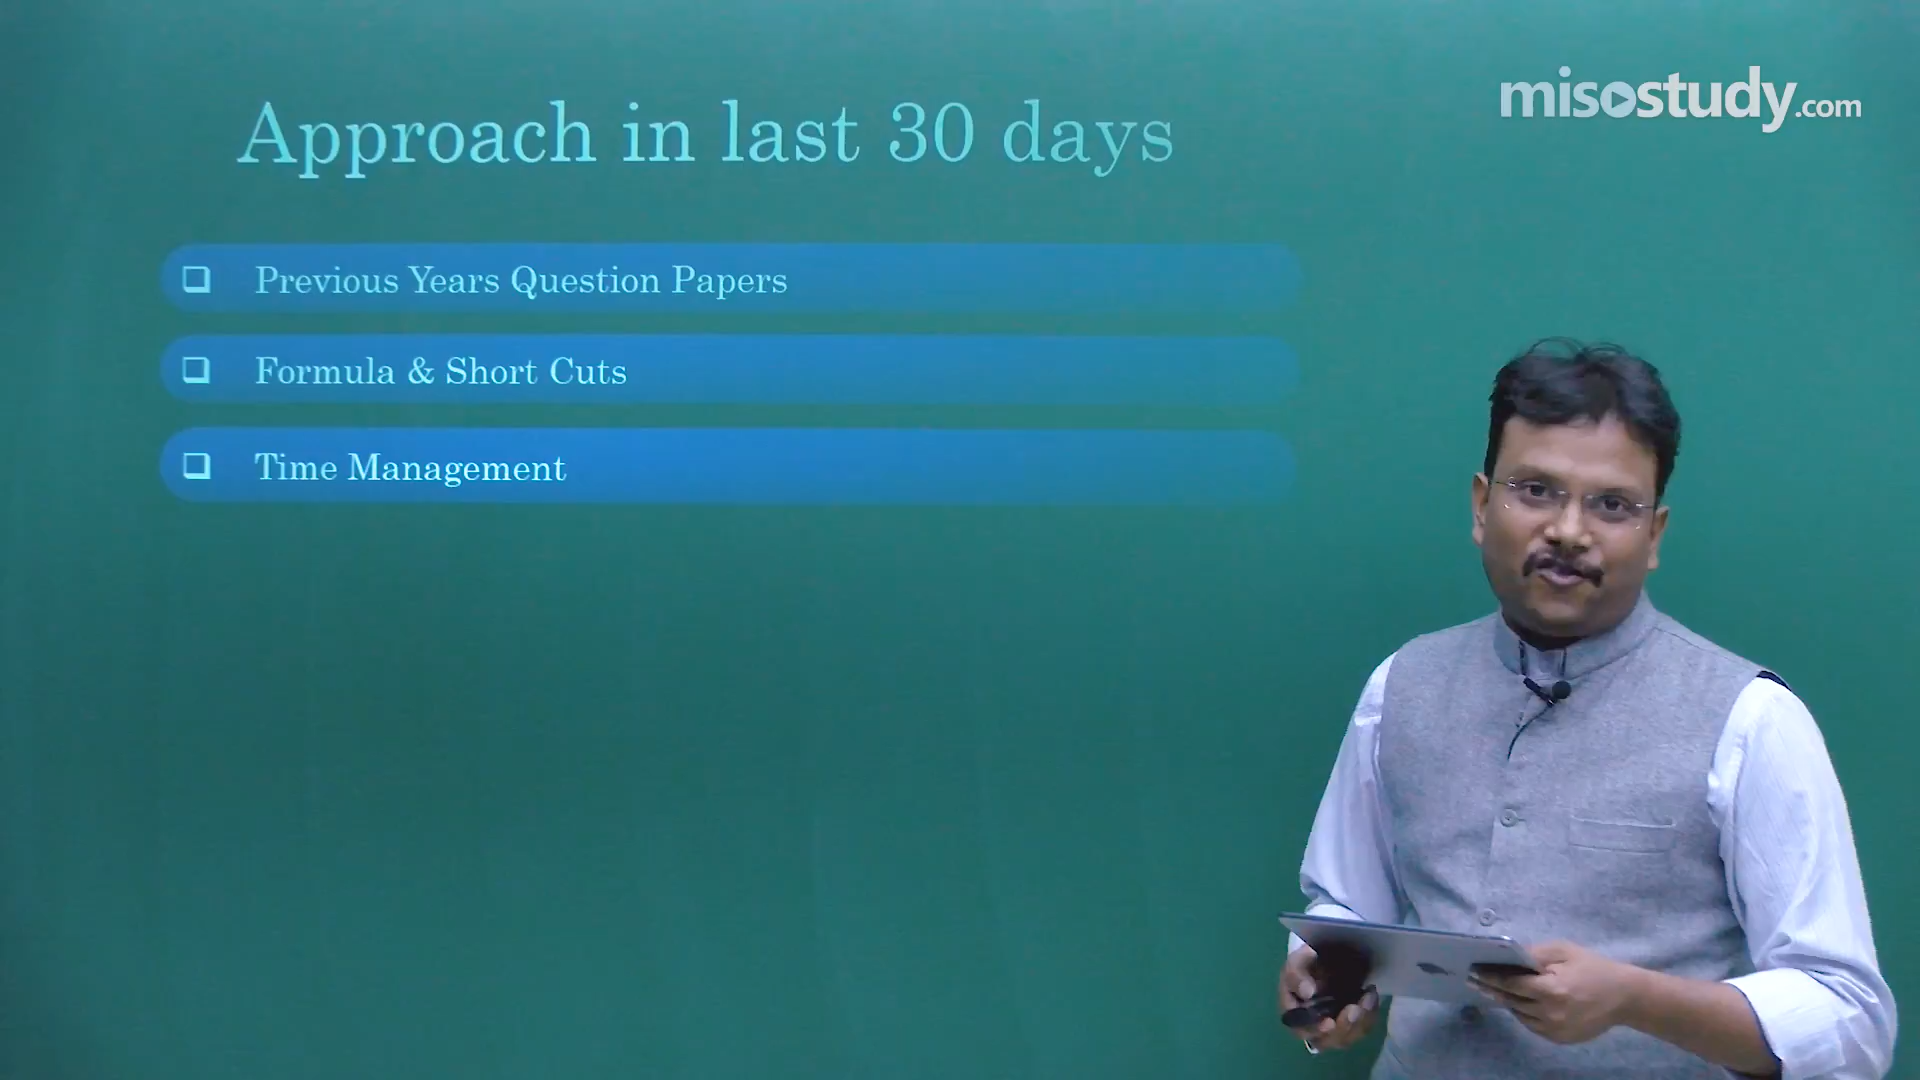 misostudy.com
Approach in last 30 days
❑ Previous Years Question Papers
❑ Formula & Short Cuts
❑ Time Management